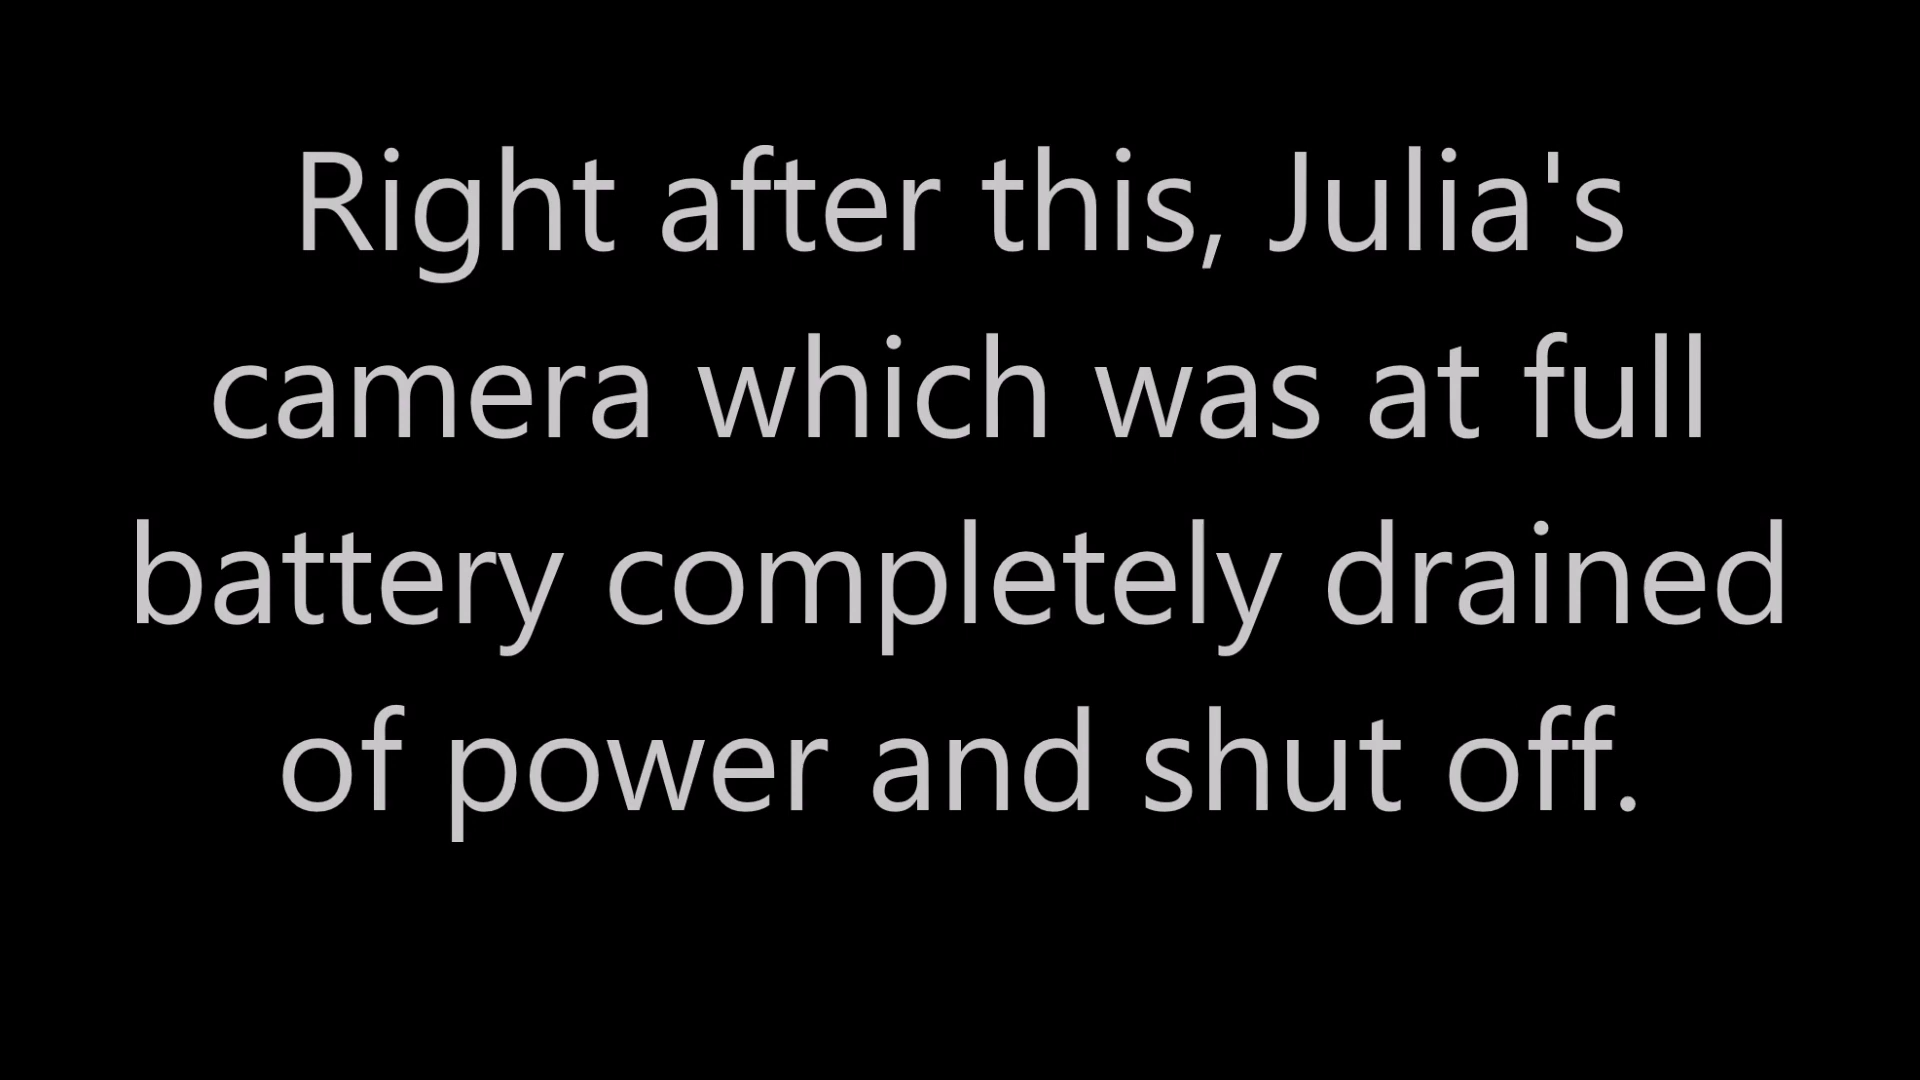 Right after this, Julia's
camera which was at full
battery completely drained
of power and shut off.